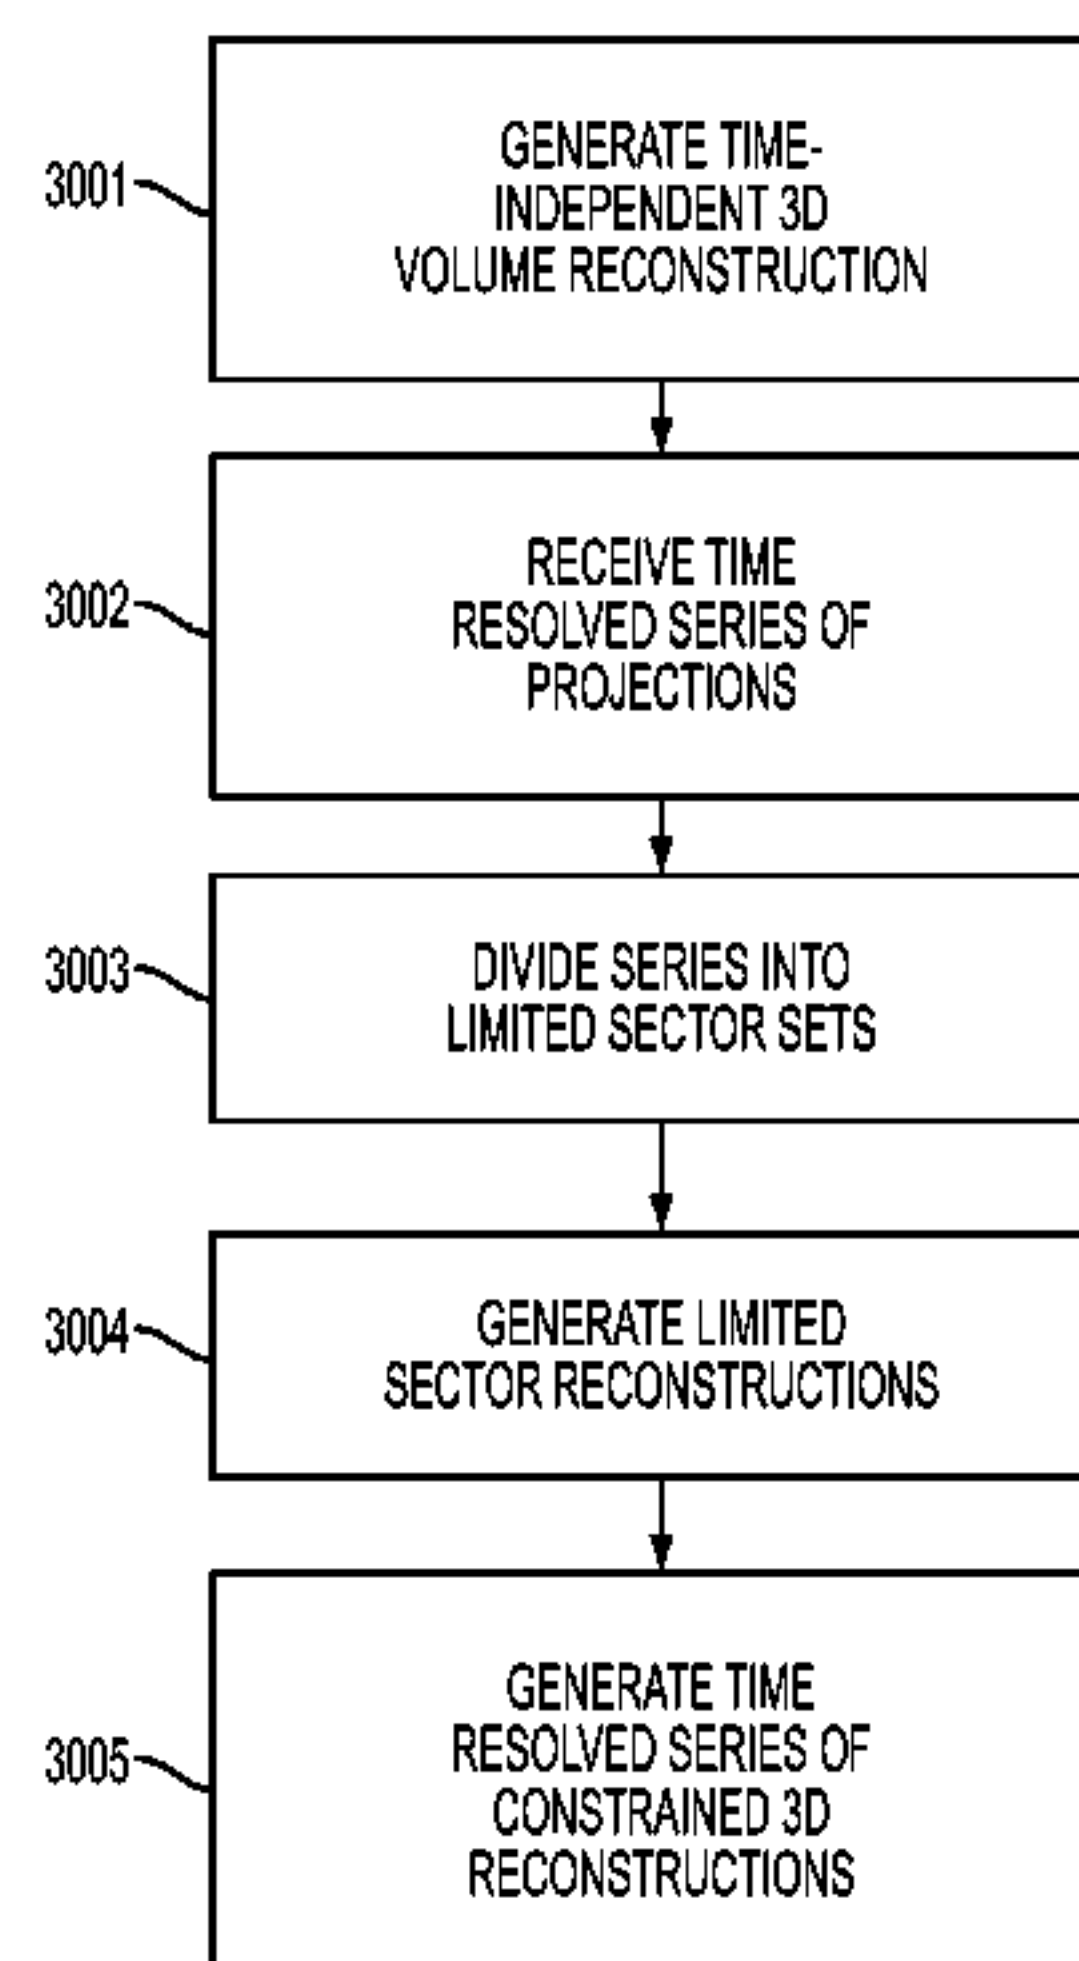 3001
GENERATE TIME-
INDEPENDENT 3D
VOLUME RECONSTRUCTION
3002
RECEIVE TIME
RESOLVED SERIES OF
PROJECTIONS
3003
DIVIDE SERIES INTO
LIMITED SECTOR SETS
3004
GENERATE LIMITED
SECTOR RECONSTRUCTIONS
3005
GENERATE TIME
RESOLVED SERIES OF
CONSTRAINED 3D
RECONSTRUCTIONS